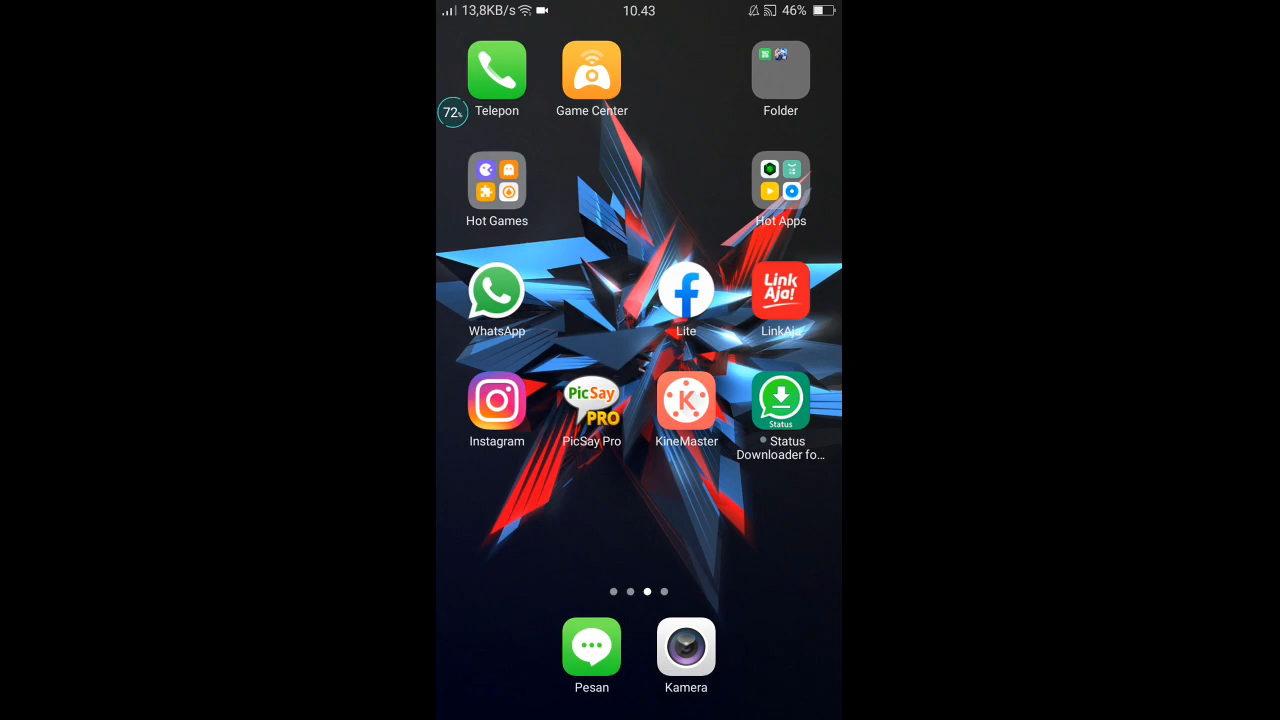 13,8KB/s 10.43 46%
72%
Telepon Game Center Folder
Hot Games Hot Apps
Link
Aja!
WhatsApp Lite LinkAja
PicSay
PRO
K
Status
Instagram PicSay Pro KineMaster Status
Downloader fo...
Pesan Kamera